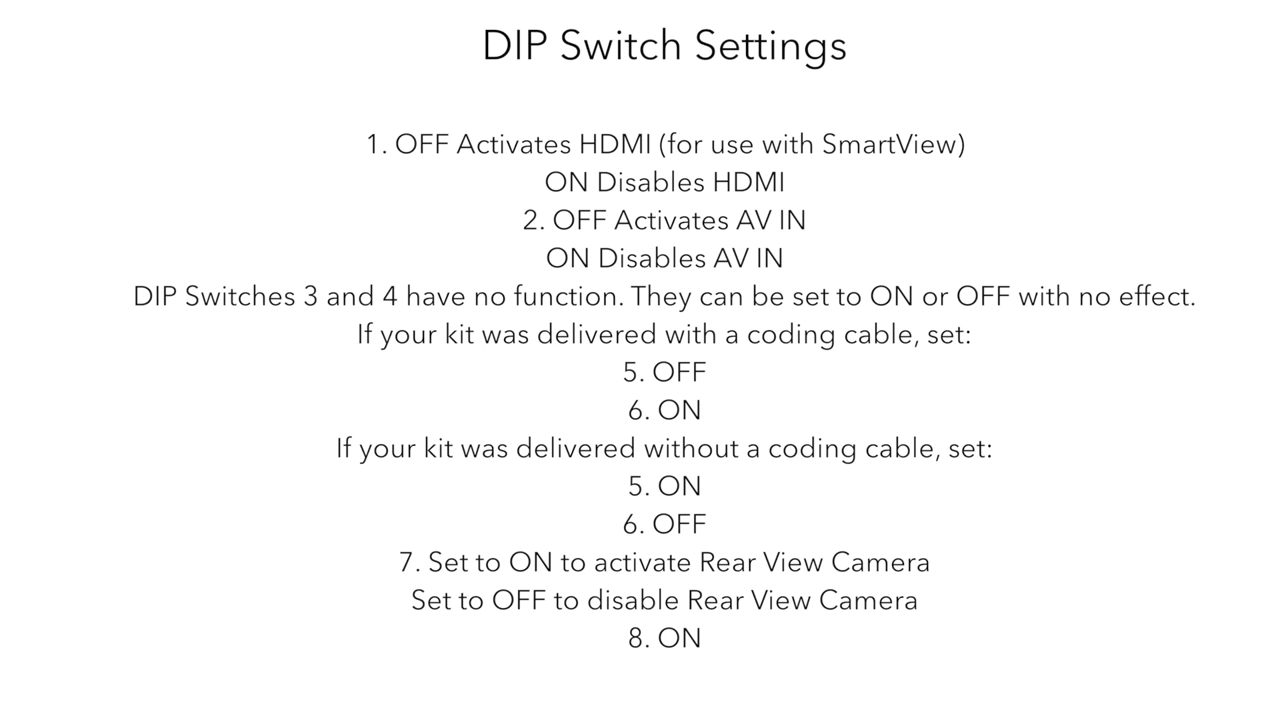 DIP Switch Settings
1. OFF Activates HDMI (for use with SmartView)
ON Disables HDMI
2. OFF Activates AV IN
ON Disables AV IN
DIP Switches 3 and 4 have no function. They can be set to ON or OFF with no effect.
If your kit was delivered with a coding cable, set:
5. OFF
6. ON
If your kit was delivered without a coding cable, set:
5. ON
6. OFF
7. Set to ON to activate Rear View Camera
Set to OFF to disable Rear View Camera
8. ON